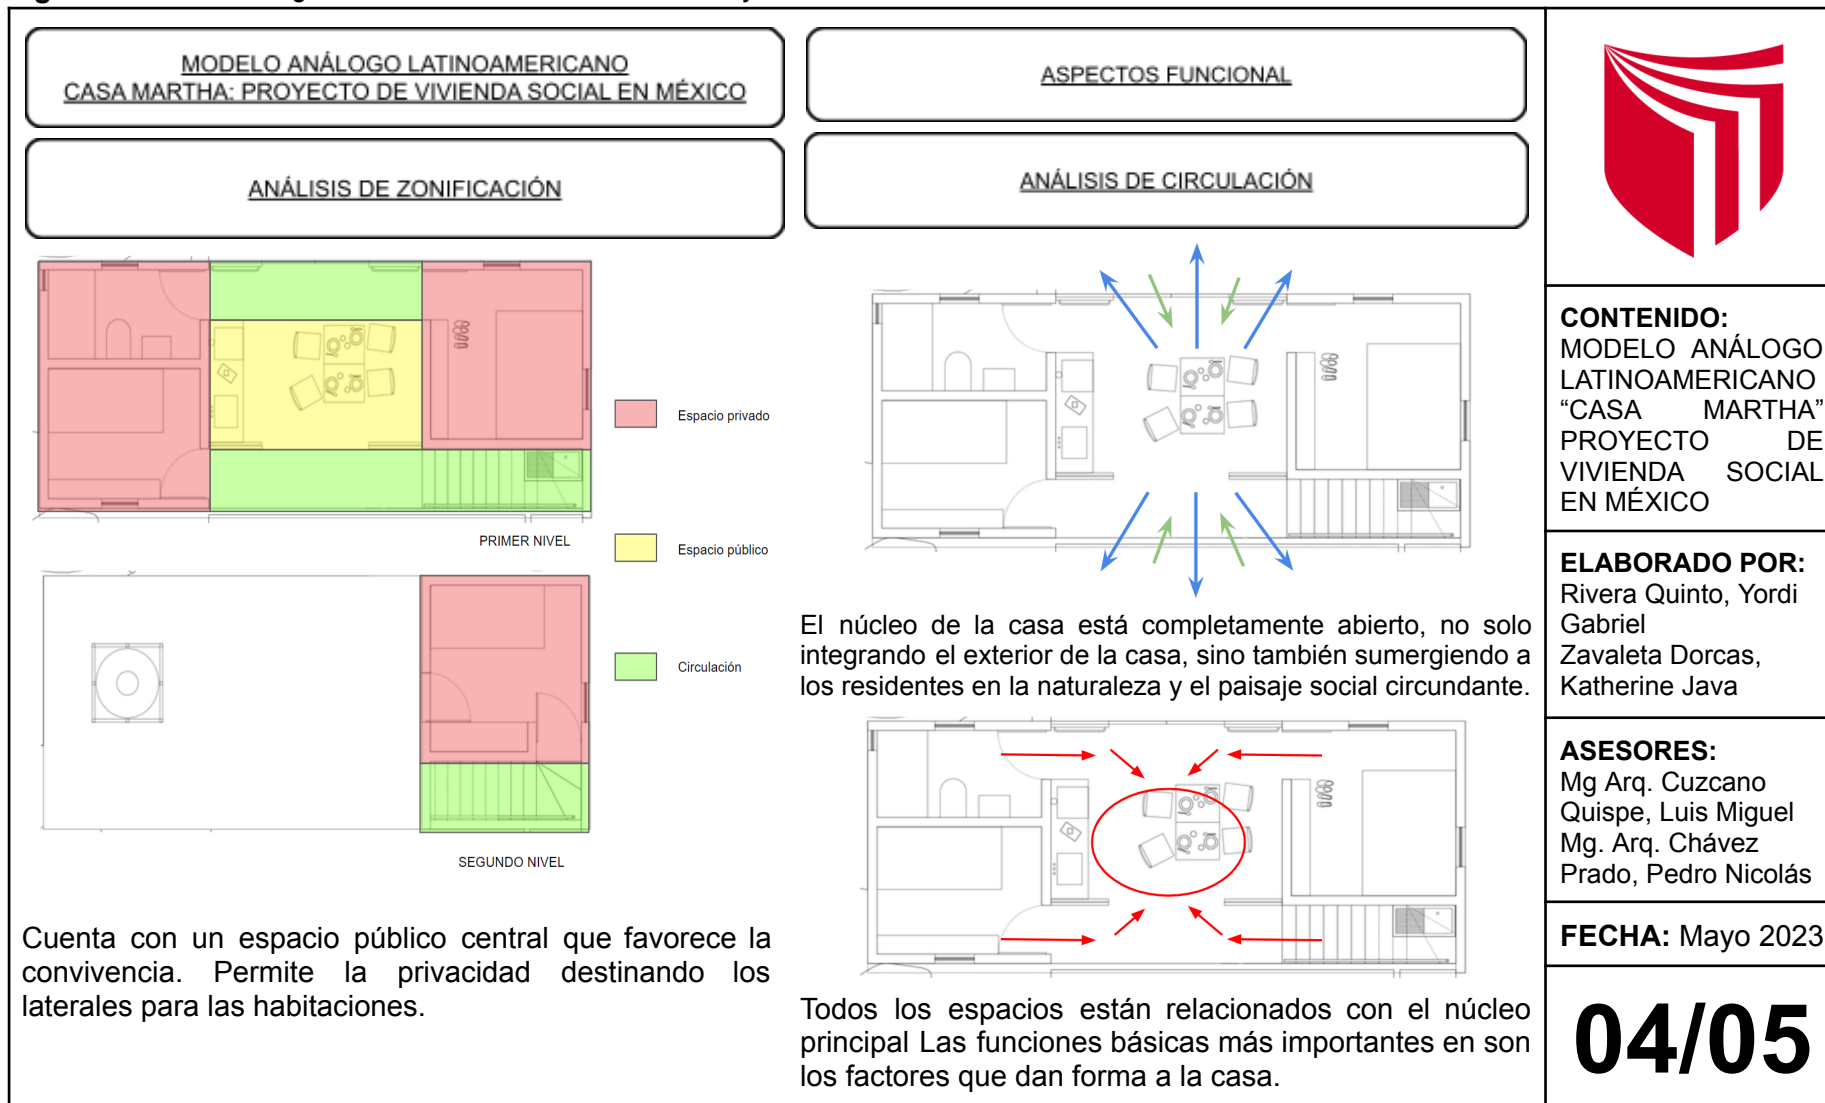 MODELO ANÁLOGO LATINOAMERICANO
CASA MARTHA: PROYECTO DE VIVIENDA SOCIAL EN MÉXICO
ANÁLISIS DE ZONIFICACIÓN
Espacio privado
PRIMER NIVEL
Espacio público
Circulación
SEGUNDO NIVEL
Cuenta con un espacio público central que favorece la
convivencia. Permite la privacidad destinando los
laterales para las habitaciones.
ASPECTOS FUNCIONAL
ANÁLISIS DE CIRCULACIÓN
El núcleo de la casa está completamente abierto, no solo
integrando el exterior de la casa, sino también sumergiendo a
los residentes en la naturaleza y el paisaje social circundante.
Todos los espacios están relacionados con el núcleo
principal Las funciones básicas más importantes en son
los factores que dan forma a la casa.
CONTENIDO:
MODELO ANÁLOGO
LATINOAMERICANO
“CASA MARTHA”
PROYECTO DE
VIVIENDA SOCIAL
EN MÉXICO
ELABORADO POR:
Rivera Quinto, Yordi
Gabriel
Zavaleta Dorcas,
Katherine Java
ASESORES:
Mg Arq. Cuzcano
Quispe, Luis Miguel
Mg. Arq. Chávez
Prado, Pedro Nicolás
FECHA: Mayo 2023
04/05